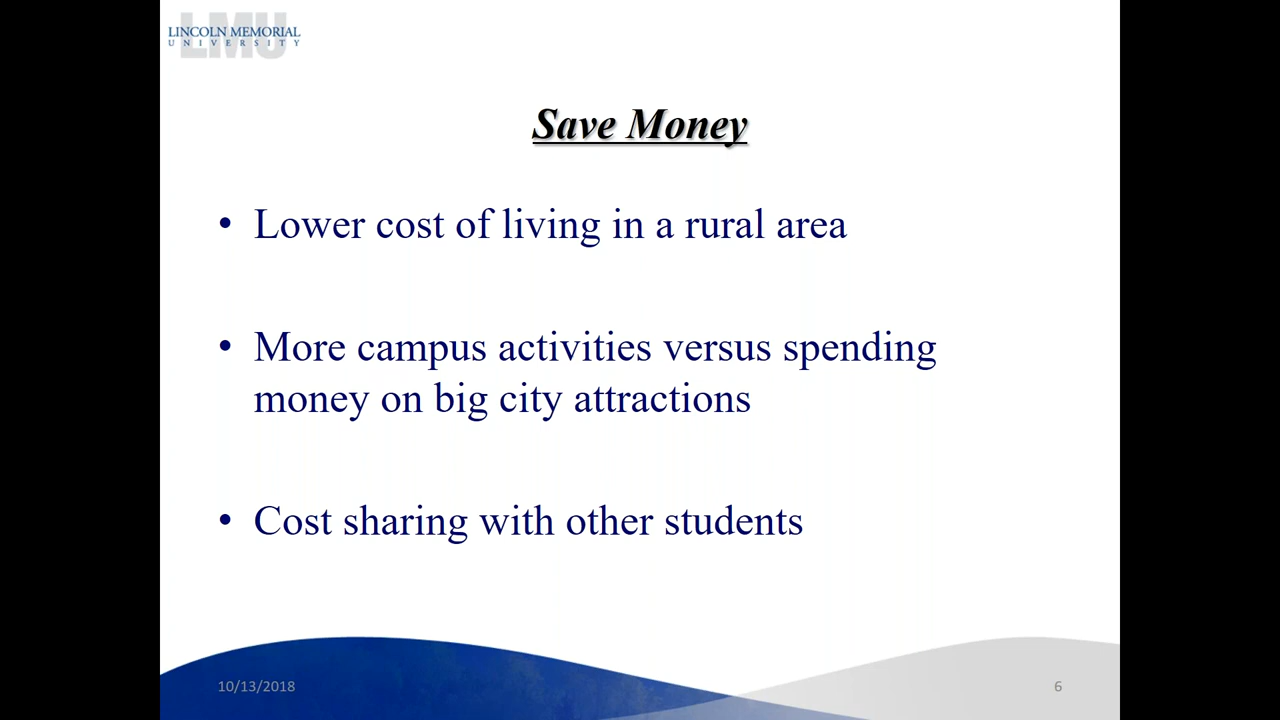 LMU
LINCOLN MEMORIAL
UNIVERSITY
Save Money
• Lower cost of living in a rural area
• More campus activities versus spending
money on big city attractions
• Cost sharing with other students
10/13/2018
6